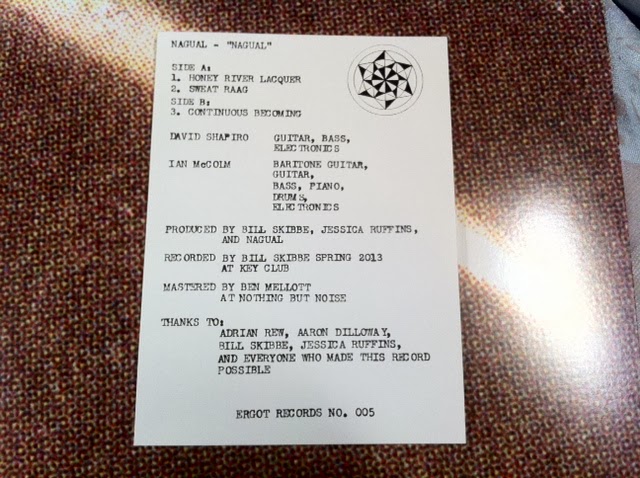 NAGUAL - "NAGUAL"
SIDE A:
1. HONEY RIVER LACQUER
2. SWEAT RAAG
SIDE B:
3. CONTINUOUS BECOMING
DAVID SHAPIRO GUITAR, BASS,
ELECTRONICS
IAN McCOLM BARITONE GUITAR,
GUITAR,
BASS, PIANO,
DRUMS,
ELECTRONICS
PRODUCED BY BILL SKIBBE, JESSICA RUFFINS,
AND NAGUAL
RECORDED BY BILL SKIBBE SPRING 2013
AT KEY CLUB
MASTERED BY BEN MELLOTT
AT NOTHING BUT NOISE
THANKS TO:
ADRIAN REW, AARON DILLOWAY,
BILL SKIBBE, JESSICA RUFFINS,
AND EVERYONE WHO MADE THIS RECORD
POSSIBLE
ERGOT RECORDS NO. 005